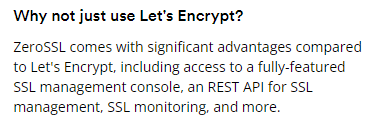 Why not just use Let's Encrypt?
ZeroSSL comes with significant advantages compared
to Let's Encrypt, including access to a fully-featured
SSL management console, an REST API for SSL
management, SSL monitoring, and more.